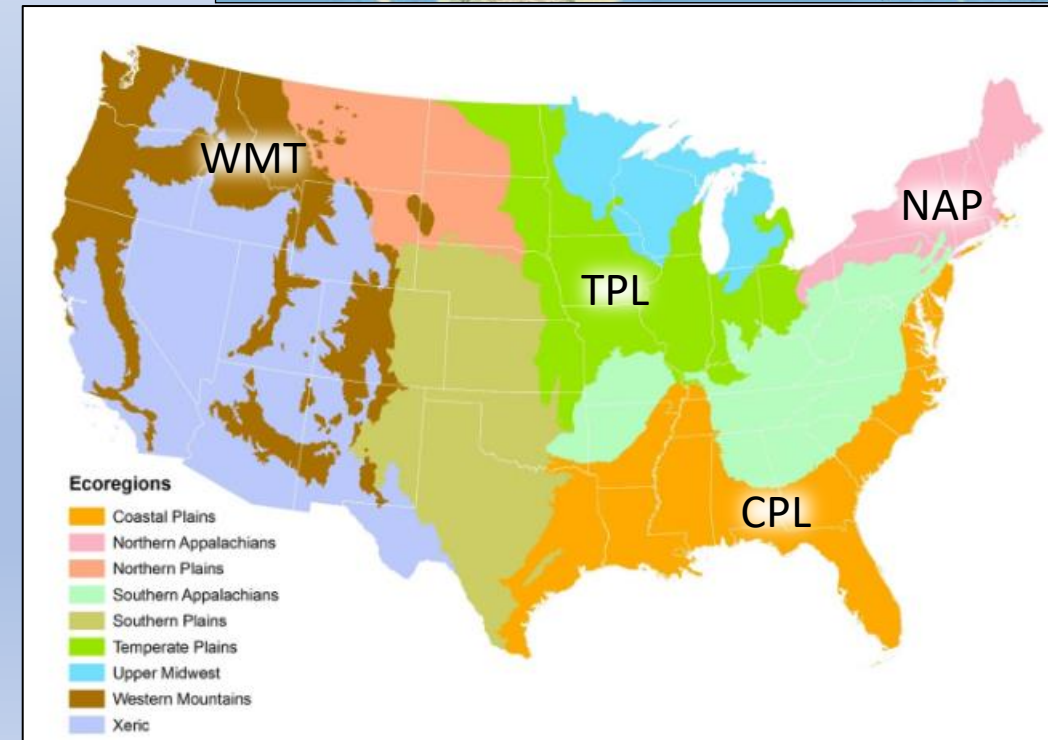 WMT
NAP
TPL
CPL
Ecoregions
Coastal Plains
Northern Appalachians
Northern Plains
Southern Appalachians
Southern Plains
Temperate Plains
Upper Midwest
Western Mountains
Xeric